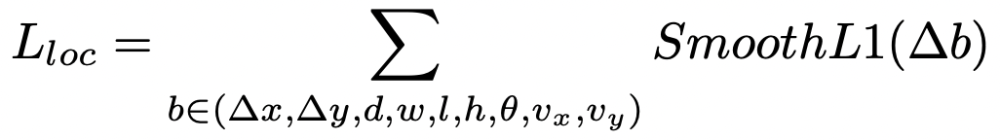 L_{loc} = \sum_{b \in (\Delta x, \Delta y, d, w, l, h, \theta, v_x, v_y)} SmoothL1(\Delta b)